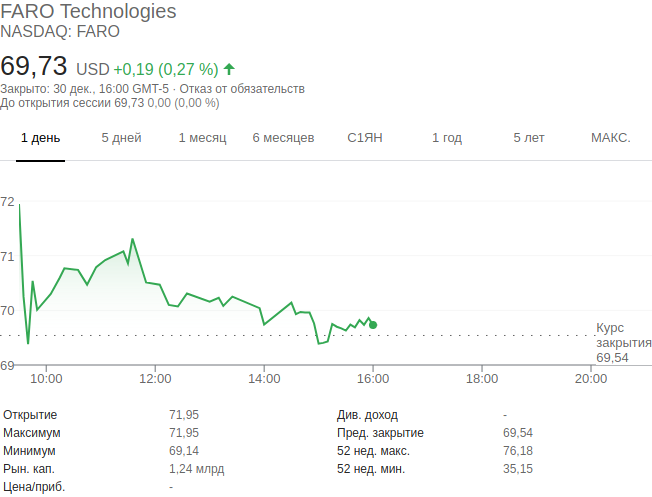 FARO Technologies
NASDAQ: FARO
69,73 USD +0,19 (0,27 %)
Закрыто: 30 дек., 16:00 GMT-5 · Отказ от обязательств
До открытия сессии 69,73 0,00 (0,00 %)
1 день 5 дней 1 месяц 6 месяцев С1ЯН 1 год 5 лет МАКС.
72
71
70
Курс
закрытия
69,54
69
10:00 12:00 14:00 16:00 18:00 20:00
Открытие 71,95 Див. доход -
Максимум 71,95 Пред. закрытие 69,54
Минимум 69,14 52 нед. макс. 76,18
Рын. кап. 1,24 млрд 52 нед. мин. 35,15
Цена/приб. -